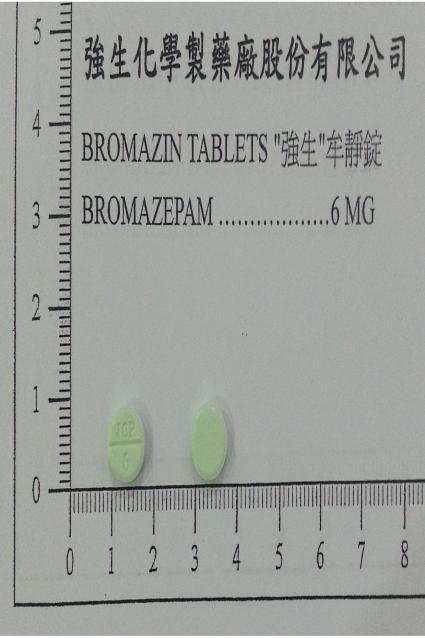 強生化學製藥廠股份有限公司
BROMAZIN TABLETS "強生"牟靜錠
BROMAZEPAM ..................6 MG
5
4
3
2
1
0
JCP
6
0 1 2 3 4 5 6 7 8